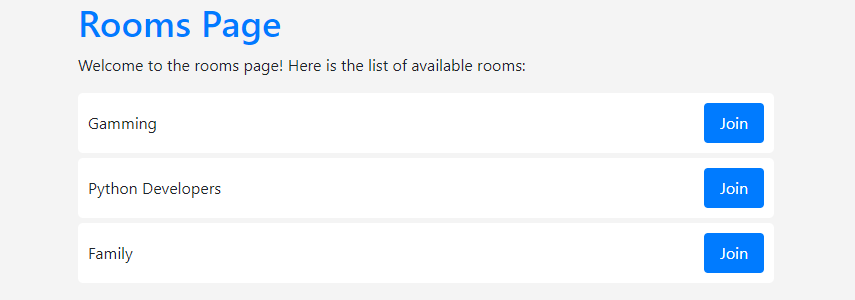 Rooms Page
Welcome to the rooms page! Here is the list of available rooms:
Gamming
Join
Python Developers
Join
Family
Join